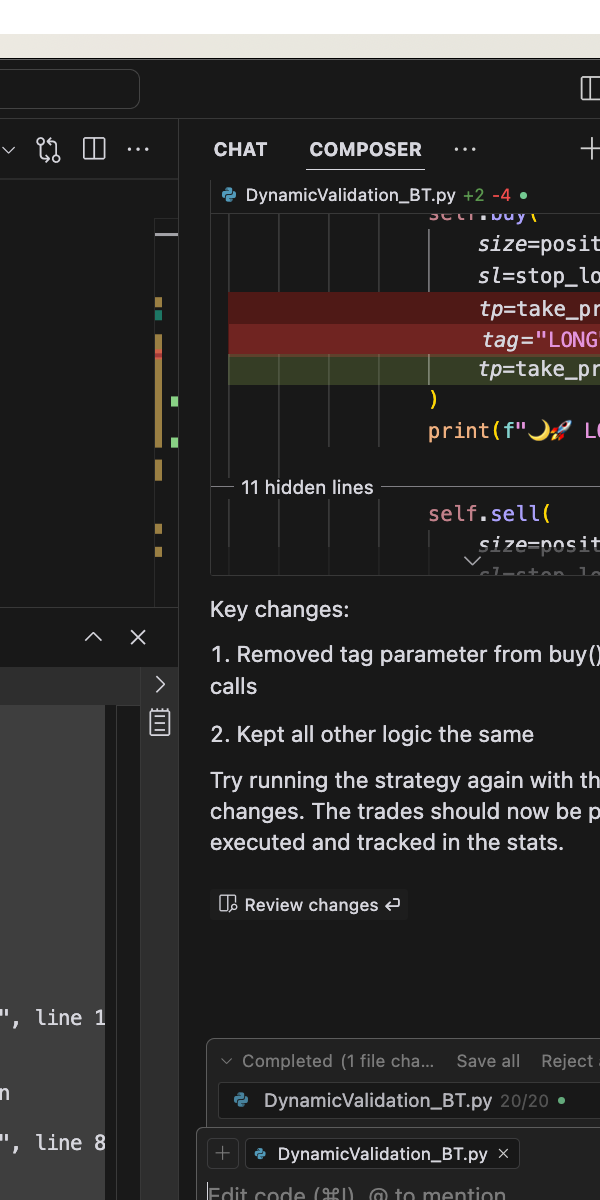 CHAT
COMPOSER
DynamicValidation_BT.py +2 -4
self.buy(
size=posit
sl=stop_lo
tp=take_pr
tag="LONG
tp=take_pr
)
print(f"🌙🚀 L
11 hidden lines
self.sell(
size=posit
sl=stop_lo
Key changes:
1. Removed tag parameter from buy()
calls
2. Kept all other logic the same
Try running the strategy again with th
changes. The trades should now be p
executed and tracked in the stats.
Review changes ⏎
", line 1
n
", line 8
Completed (1 file cha... Save all Reject
DynamicValidation_BT.py 20/20
DynamicValidation_BT.py ×
Edit code (⌘I), @ to mention